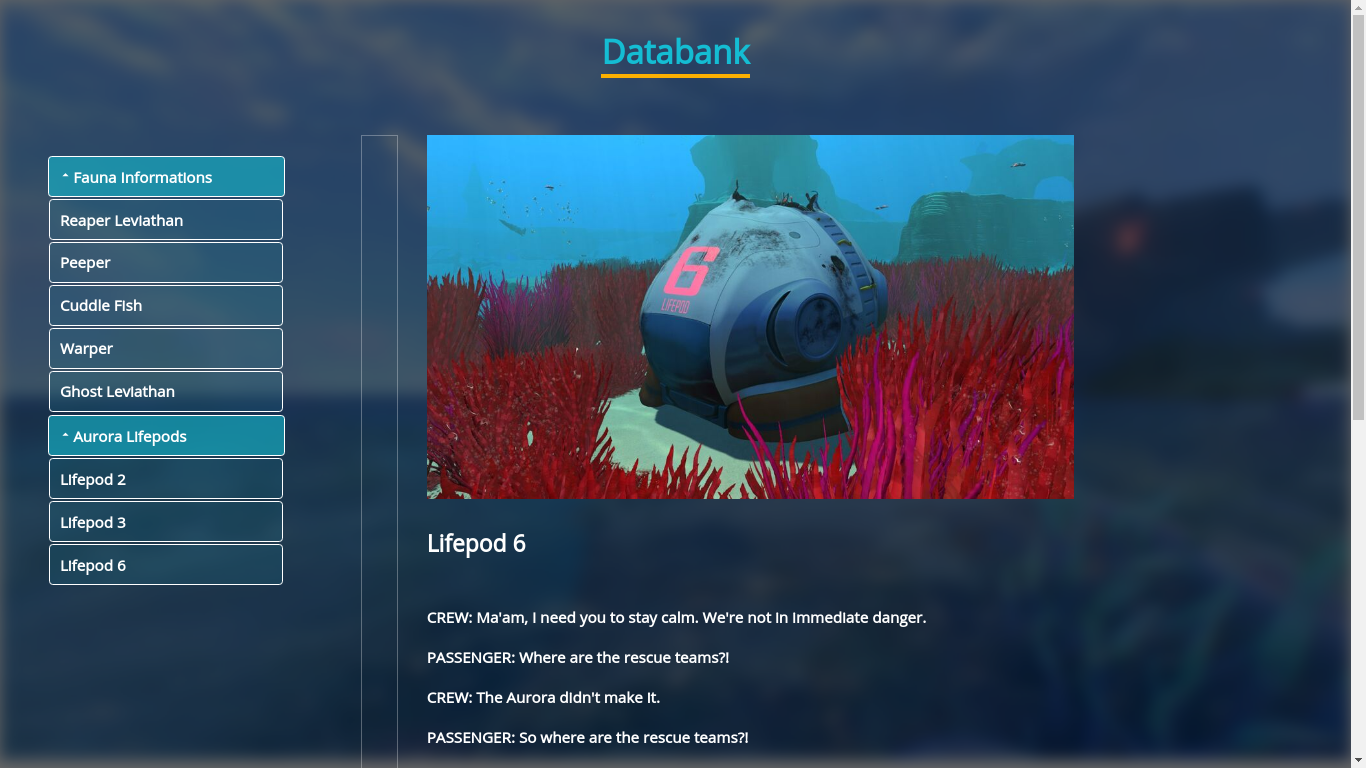 Databank
Fauna Informations
Reaper Leviathan
Peeper
Cuddle Fish
Warper
Ghost Leviathan
Aurora Lifepods
Lifepod 2
Lifepod 3
Lifepod 6
6
LIFEPOD
Lifepod 6
CREW: Ma'am, I need you to stay calm. We're not in immediate danger.
PASSENGER: Where are the rescue teams?!
CREW: The Aurora didn't make it.
PASSENGER: So where are the rescue teams?!